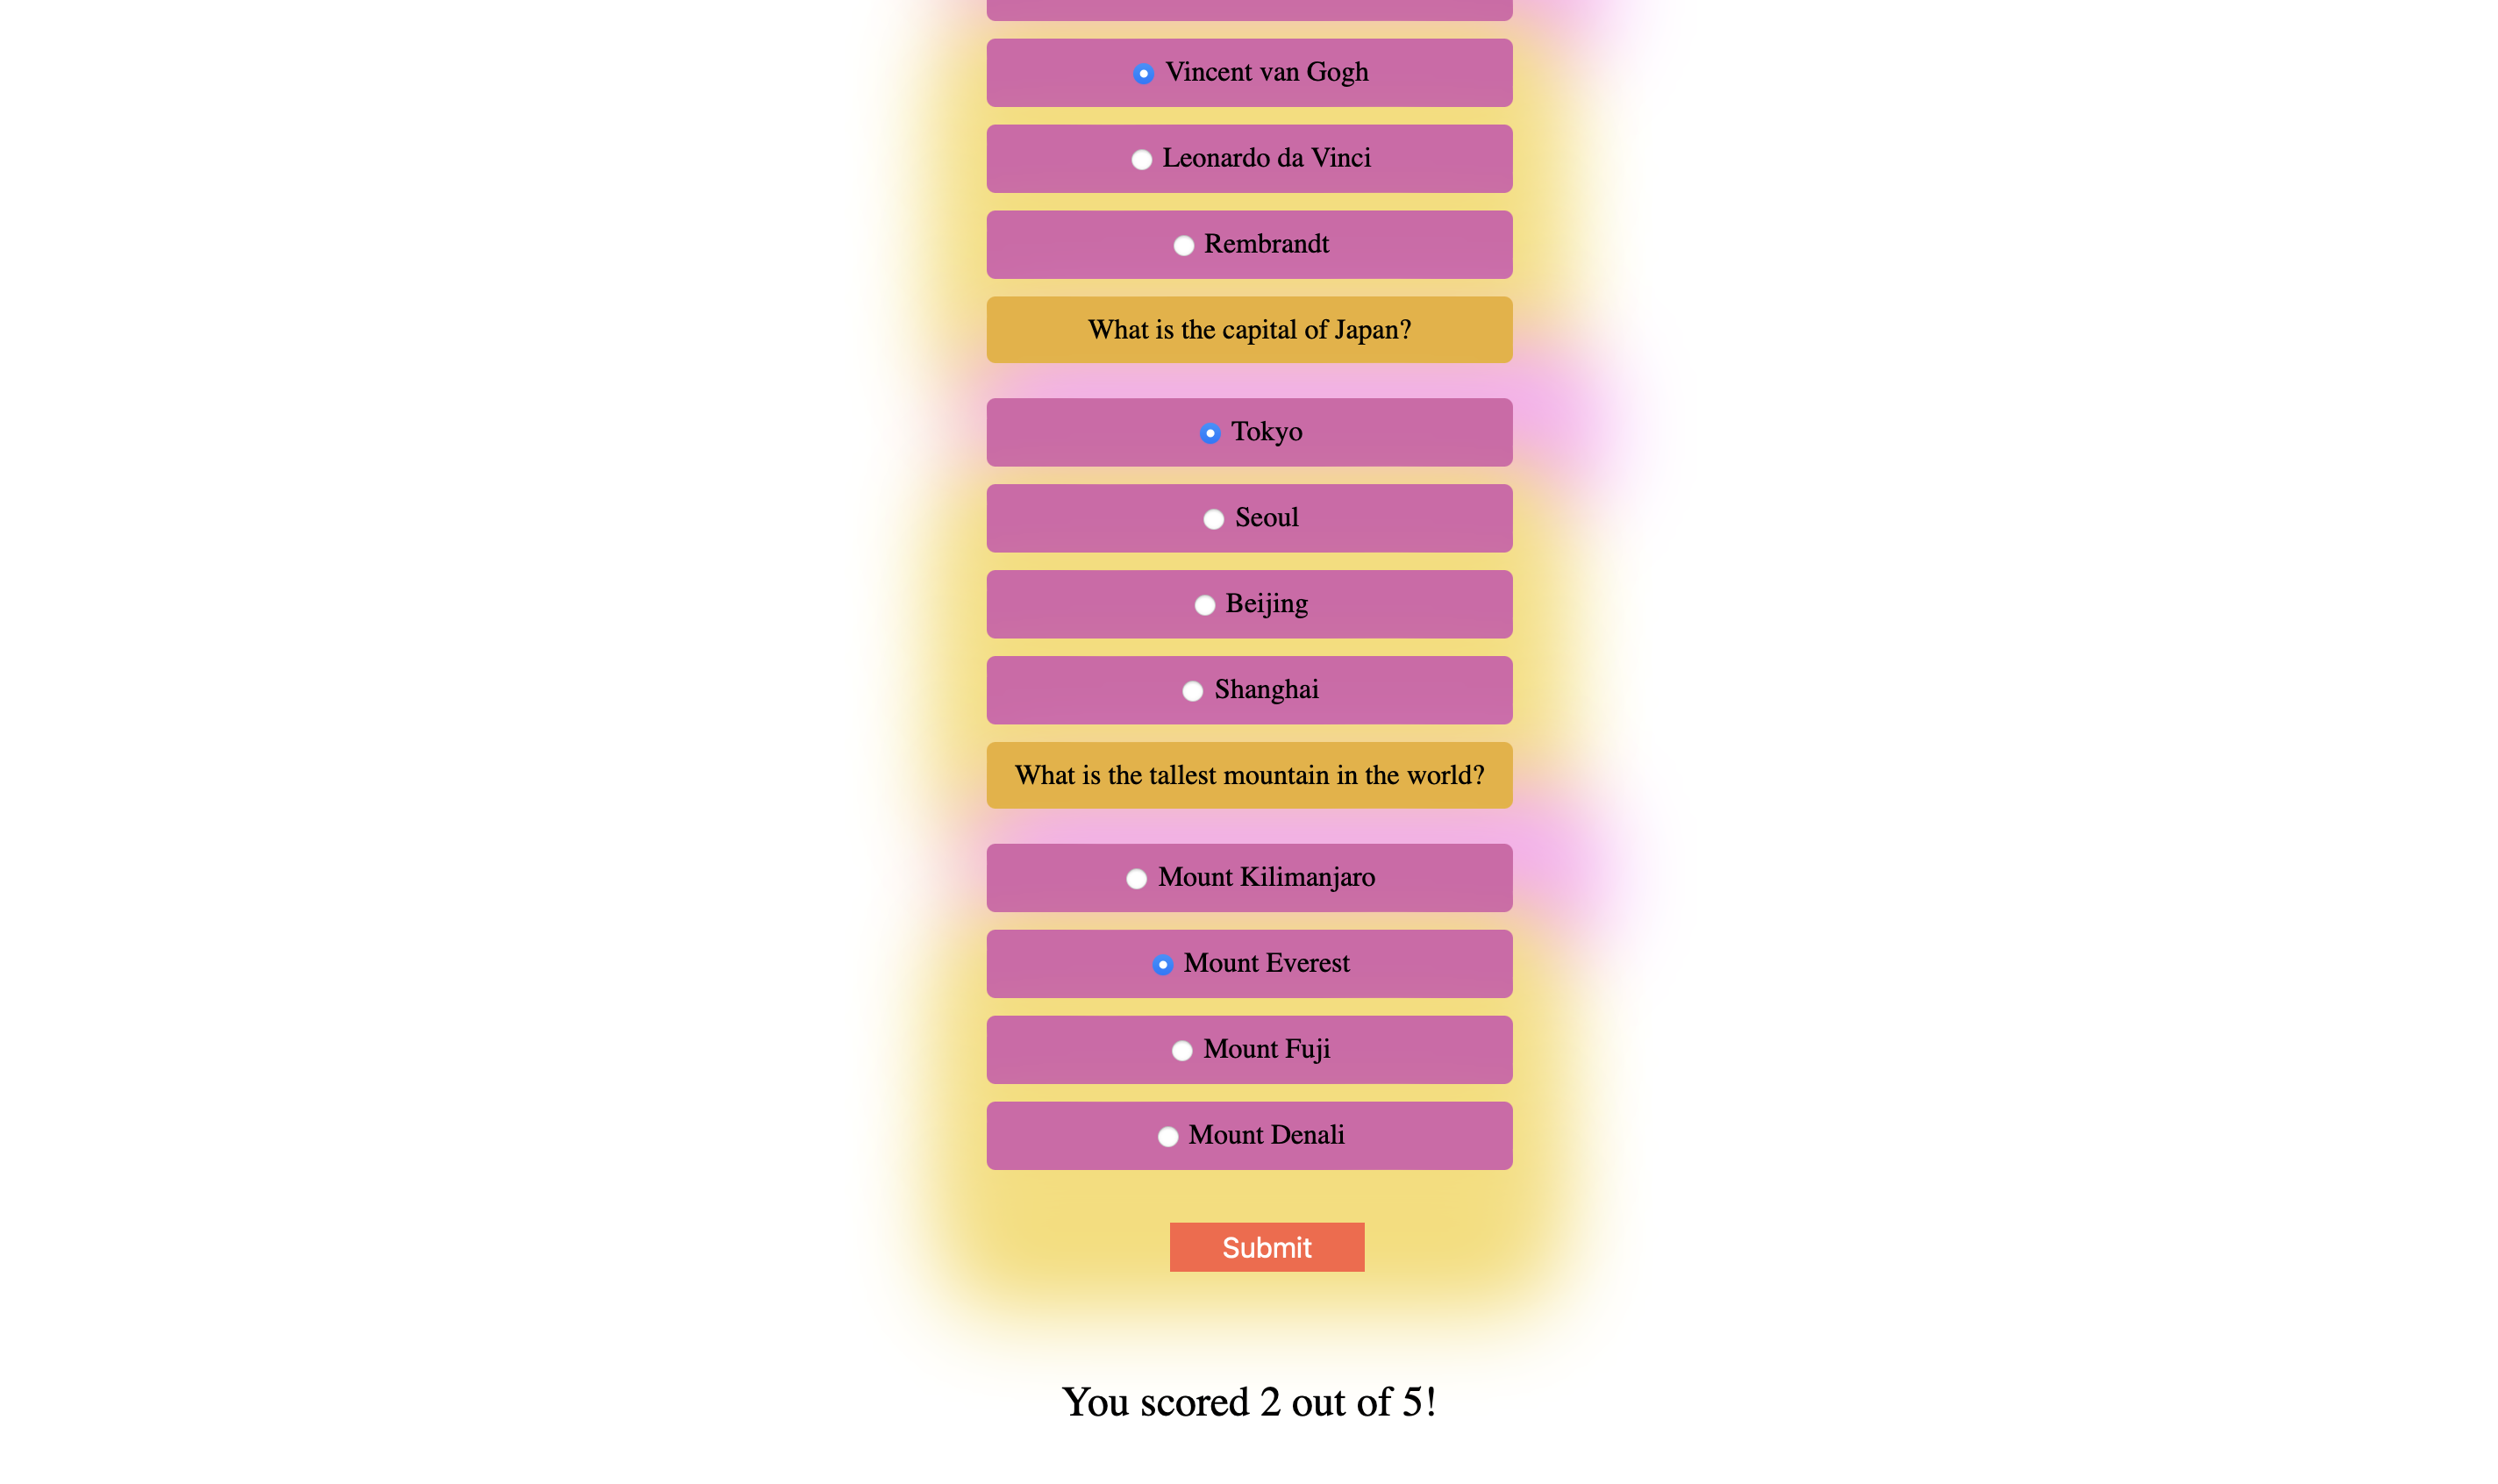 Vincent van Gogh
Leonardo da Vinci
Rembrandt
What is the capital of Japan?
Tokyo
Seoul
Beijing
Shanghai
What is the tallest mountain in the world?
Mount Kilimanjaro
Mount Everest
Mount Fuji
Mount Denali
Submit
You scored 2 out of 5!